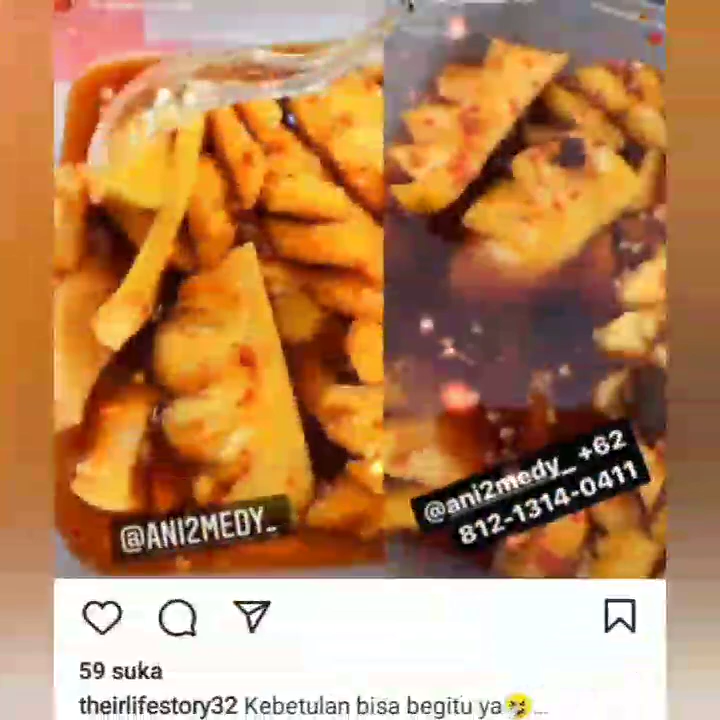 @ANI2MEDY_
@ani2medy_ +62
812-1314-0411
59 suka
theirlifestory32 Kebetulan bisa begitu ya🤧...